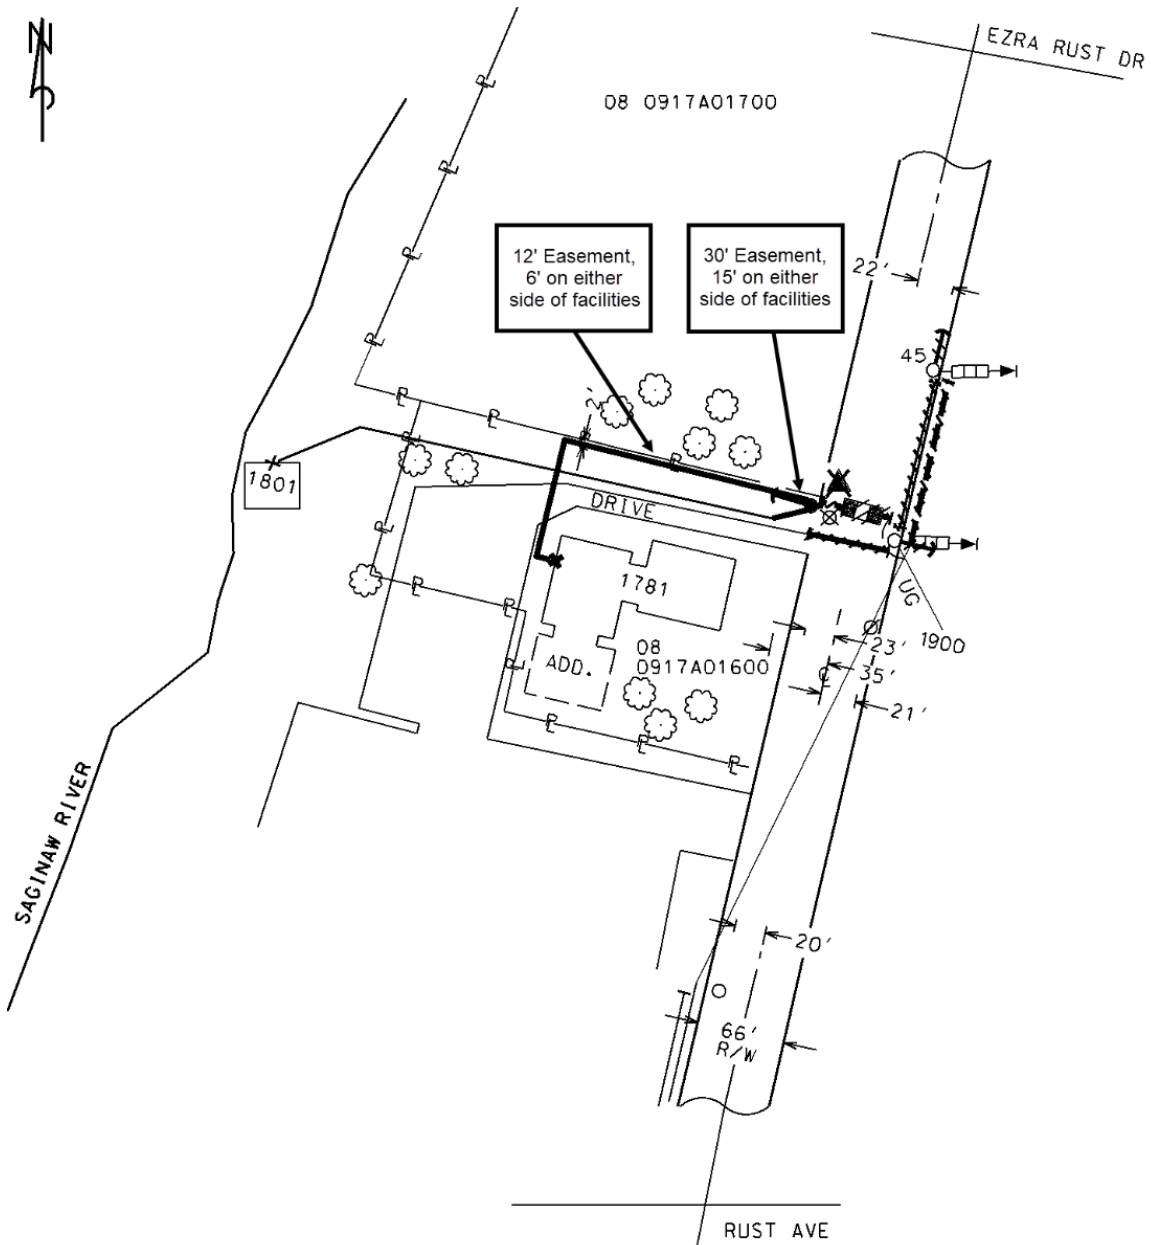 N
EZRA RUST DR
08 0917A01700
12' Easement,
6' on either
side of facilities
30' Easement,
15' on either
side of facilities
22'
45
2'
1801
DRIVE
1781
UG
1900
08
0917A01600
ADD.
23'
35'
21'
SAGINAW RIVER
20'
66'
R/W
RUST AVE